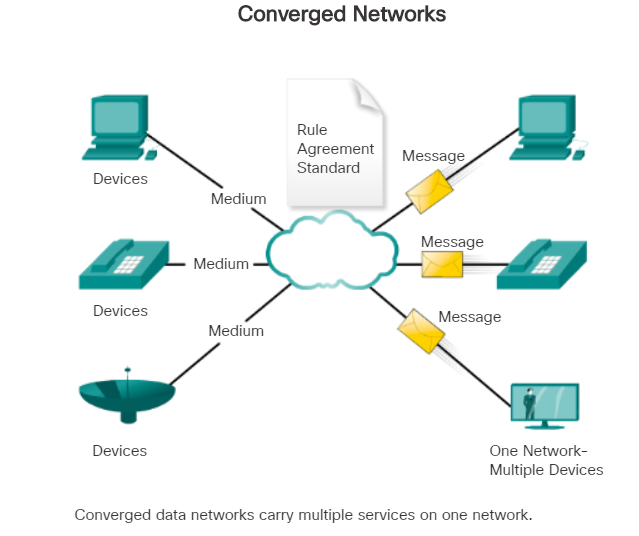 Converged Networks
Rule
Agreement
Standard
Message
Devices
Medium
Message
Medium
Devices
Message
Medium
Devices
One Network-
Multiple Devices
Converged data networks carry multiple services on one network.